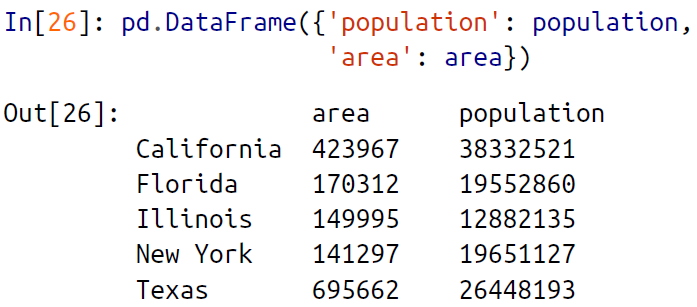 In[26]: pd.DataFrame({'population': population,
'area': area})
Out[26]: area population
California 423967 38332521
Florida 170312 19552860
Illinois 149995 12882135
New York 141297 19651127
Texas 695662 26448193